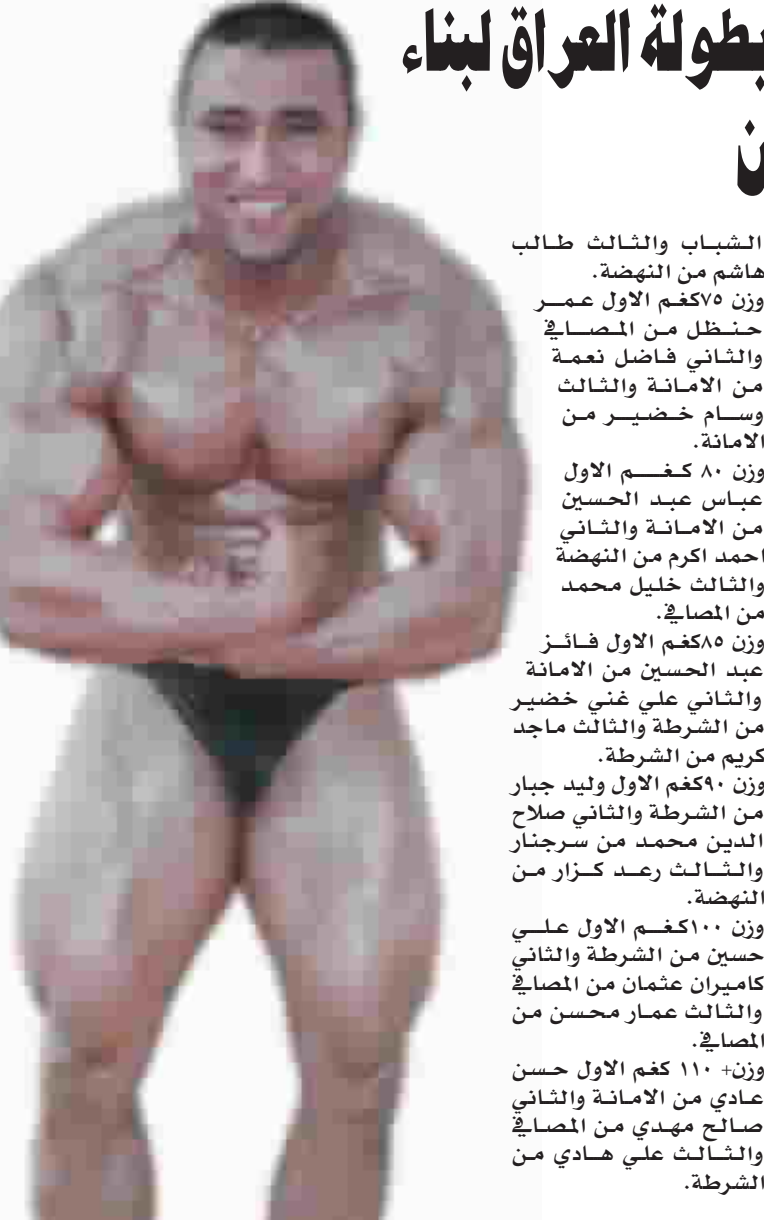 بطولة العراق لبناء
ن
الشباب والثالث طالب
هاشم من النهضة.
وزن ٧٥كغم الاول عمر
حنظل من المصافي
والثاني فاضل نعمة
من الامانة والثالث
وسام خضير من
الامانة.
وزن ٨٠ كغم الاول
عباس عبد الحسين
من الامانة والثاني
احمد اكرم من النهضة
والثالث خليل محمد
من المصافي.
وزن ٨٥كغم الاول فائز
عبد الحسين من الامانة
والثاني علي غني خضير
من الشرطة والثالث ماجد
كريم من الشرطة.
وزن ٩٠كغم الاول وليد جبار
من الشرطة والثاني صلاح
الدين محمد من سرجنار
والثالث رعد كزار من
النهضة.
وزن ١٠٠كغم الاول علي
حسين من الشرطة والثاني
كاميران عثمان من المصافي
والثالث عمار محسن من
المصافي.
وزن+ ١١٠ كغم الاول حسن
عادي من الامانة والثاني
صالح مهدي من المصافي
والثالث علي هادي من
الشرطة.